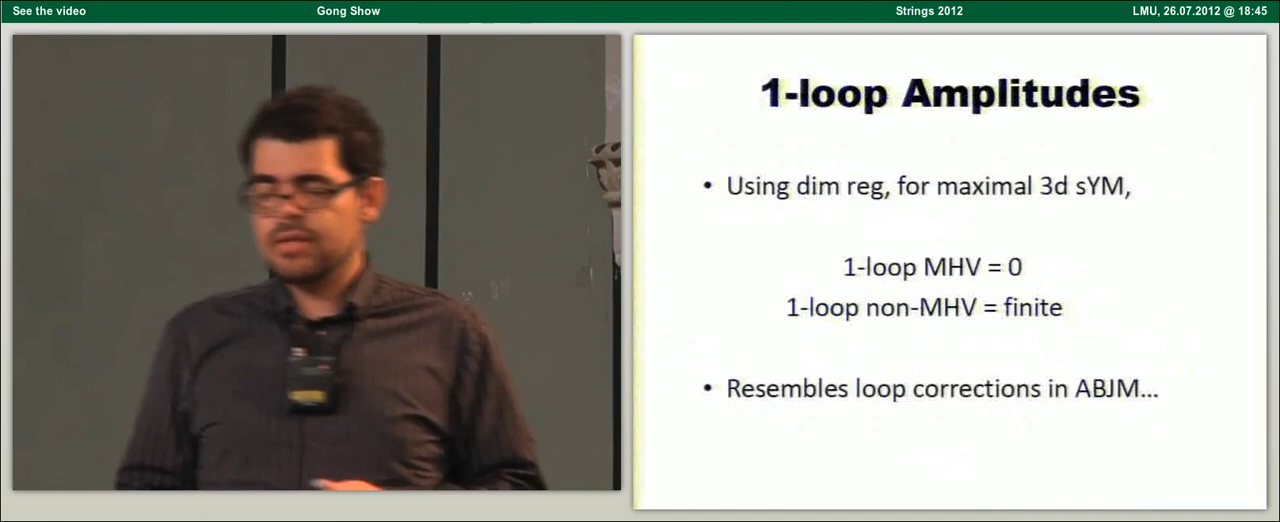 See the video
Gong Show
Strings 2012
LMU, 26.07.2012 @ 18:45
1-loop Amplitudes
• Using dim reg, for maximal 3d sYM,
1-loop MHV = 0
1-loop non-MHV = finite
• Resembles loop corrections in ABJM...